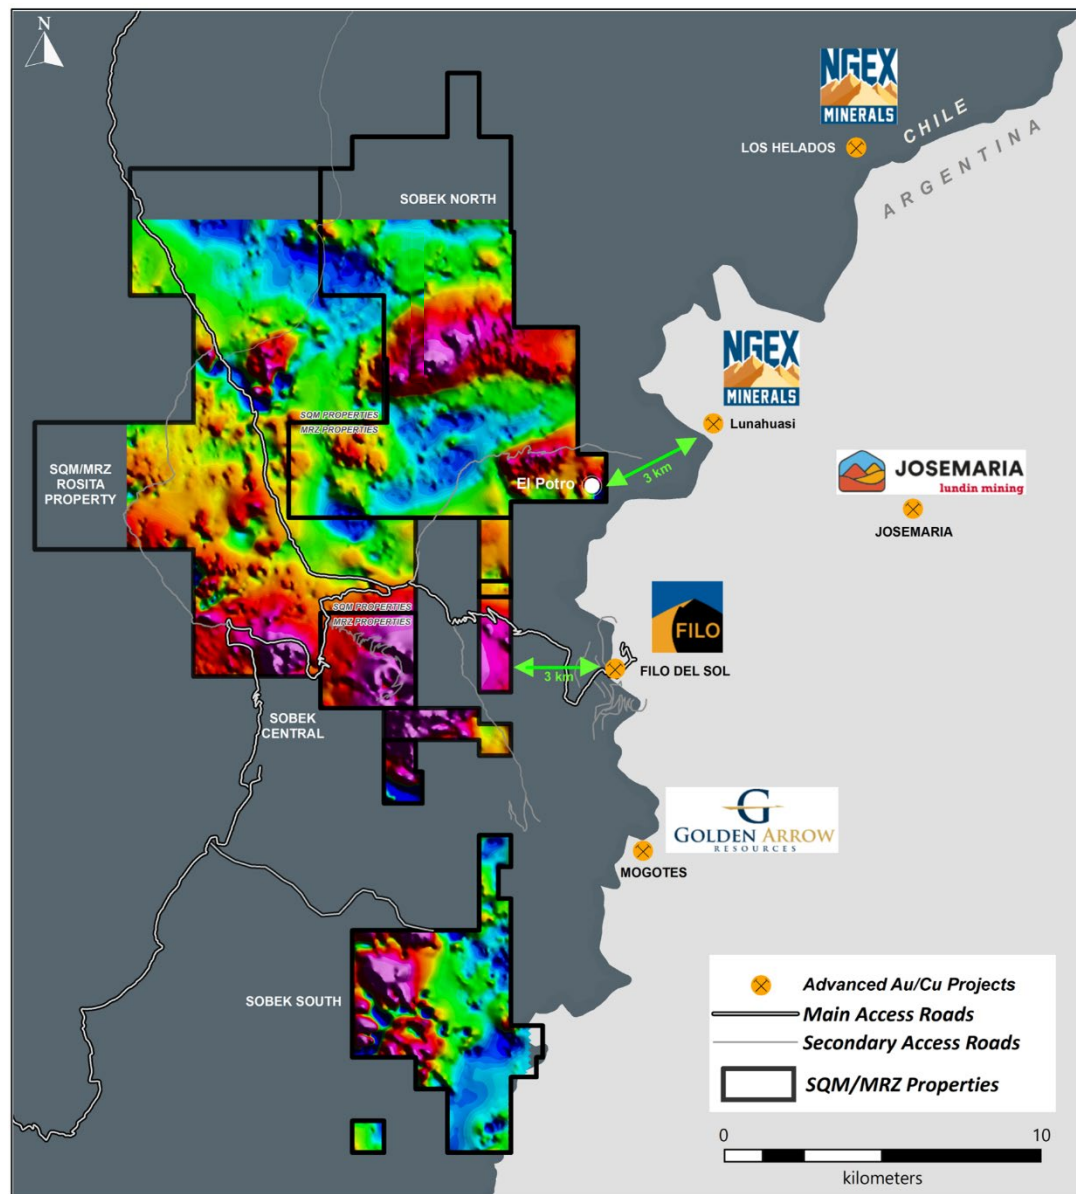 N
NGEX
MINERALS
CHILE
ARGENTINA
LOS HELADOS
SOBEK NORTH
NGEX
MINERALS
Lunahuasi
SQM PROPERTIES
MRZ PROPERTIES
SQM/MRZ
ROSITA
PROPERTY
El Potro
3 km
JOSEMARIA
lundin mining
JOSEMARIA
SQM PROPERTIES
MRZ PROPERTIES
FILO
FILO DEL SOL
3 km
SOBEK
CENTRAL
G
GOLDEN ARROW
RESOURCES
MOGOTES
SOBEK SOUTH
Advanced Au/Cu Projects
Main Access Roads
Secondary Access Roads
SQM/MRZ Properties
0 10
kilometers